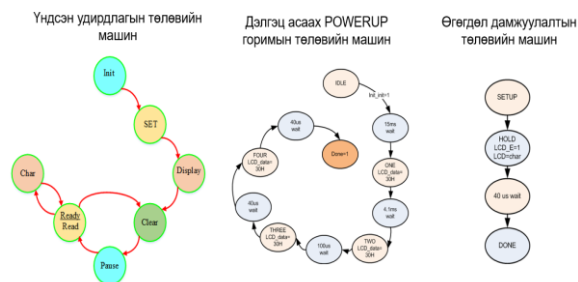 Үндсэн удирдлагын төлөвийн
машин
Дэлгэц асаах POWERUP
горимын төлөвийн машин
Өгөгдөл дамжуулалтын
төлөвийн машин
Init
SET
Display
Clear
Pause
Ready
Read
Char
IDLE
Init_init=1
15ms
wait
ONE
LCD_data=
30H
4.1ms
wait
TWO
LCD_data=
30H
100us
wait
THREE
LCD_data=
30H
40us
wait
FOUR
LCD_data=
30H
40us
wait
Done=1
SETUP
HOLD
LCD_E=1
LCD=char
40 us wait
DONE